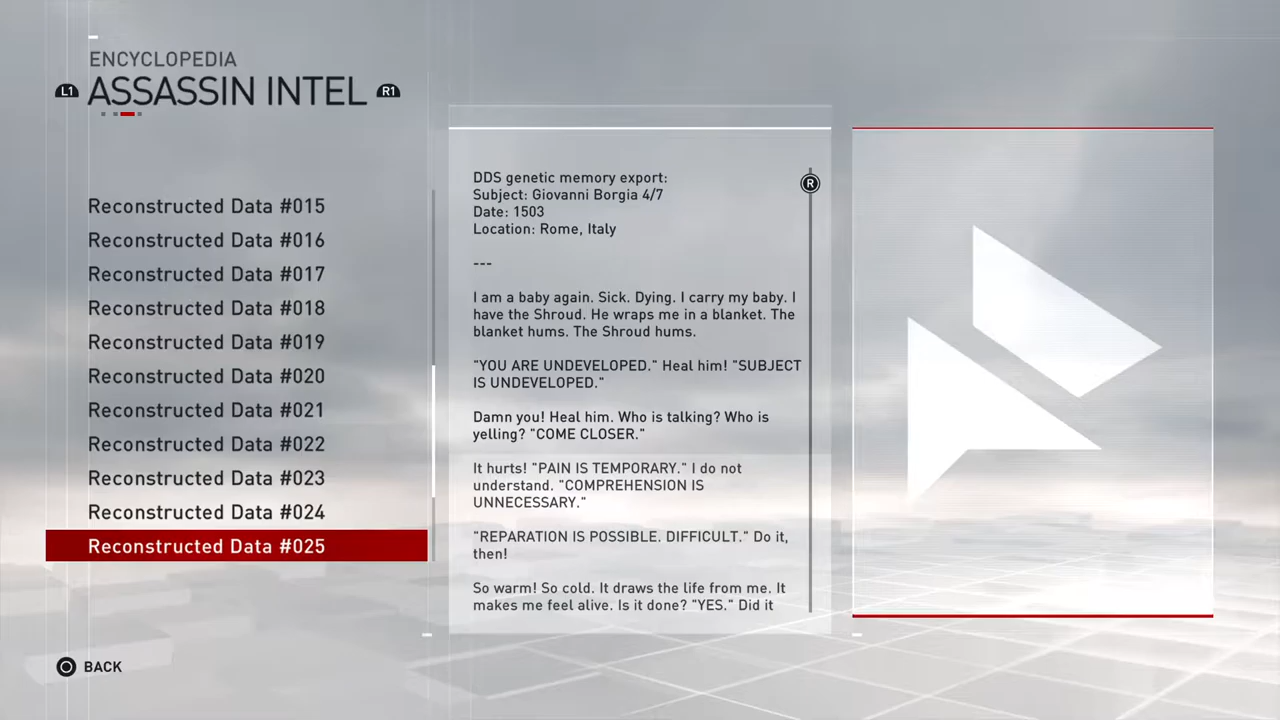 ENCYCLOPEDIA
L1 ASSASSIN INTEL R1
Reconstructed Data #015
Reconstructed Data #016
Reconstructed Data #017
Reconstructed Data #018
Reconstructed Data #019
Reconstructed Data #020
Reconstructed Data #021
Reconstructed Data #022
Reconstructed Data #023
Reconstructed Data #024
Reconstructed Data #025
DDS genetic memory export:
Subject: Giovanni Borgia 4/7
Date: 1503
Location: Rome, Italy
---
I am a baby again. Sick. Dying. I carry my baby. I
have the Shroud. He wraps me in a blanket. The
blanket hums. The Shroud hums.
"YOU ARE UNDEVELOPED." Heal him! "SUBJECT
IS UNDEVELOPED."
Damn you! Heal him. Who is talking? Who is
yelling? "COME CLOSER."
It hurts! "PAIN IS TEMPORARY." I do not
understand. "COMPREHENSION IS
UNNECESSARY."
"REPARATION IS POSSIBLE. DIFFICULT." Do it,
then!
So warm! So cold. It draws the life from me. It
makes me feel alive. Is it done? "YES." Did it
R
BACK